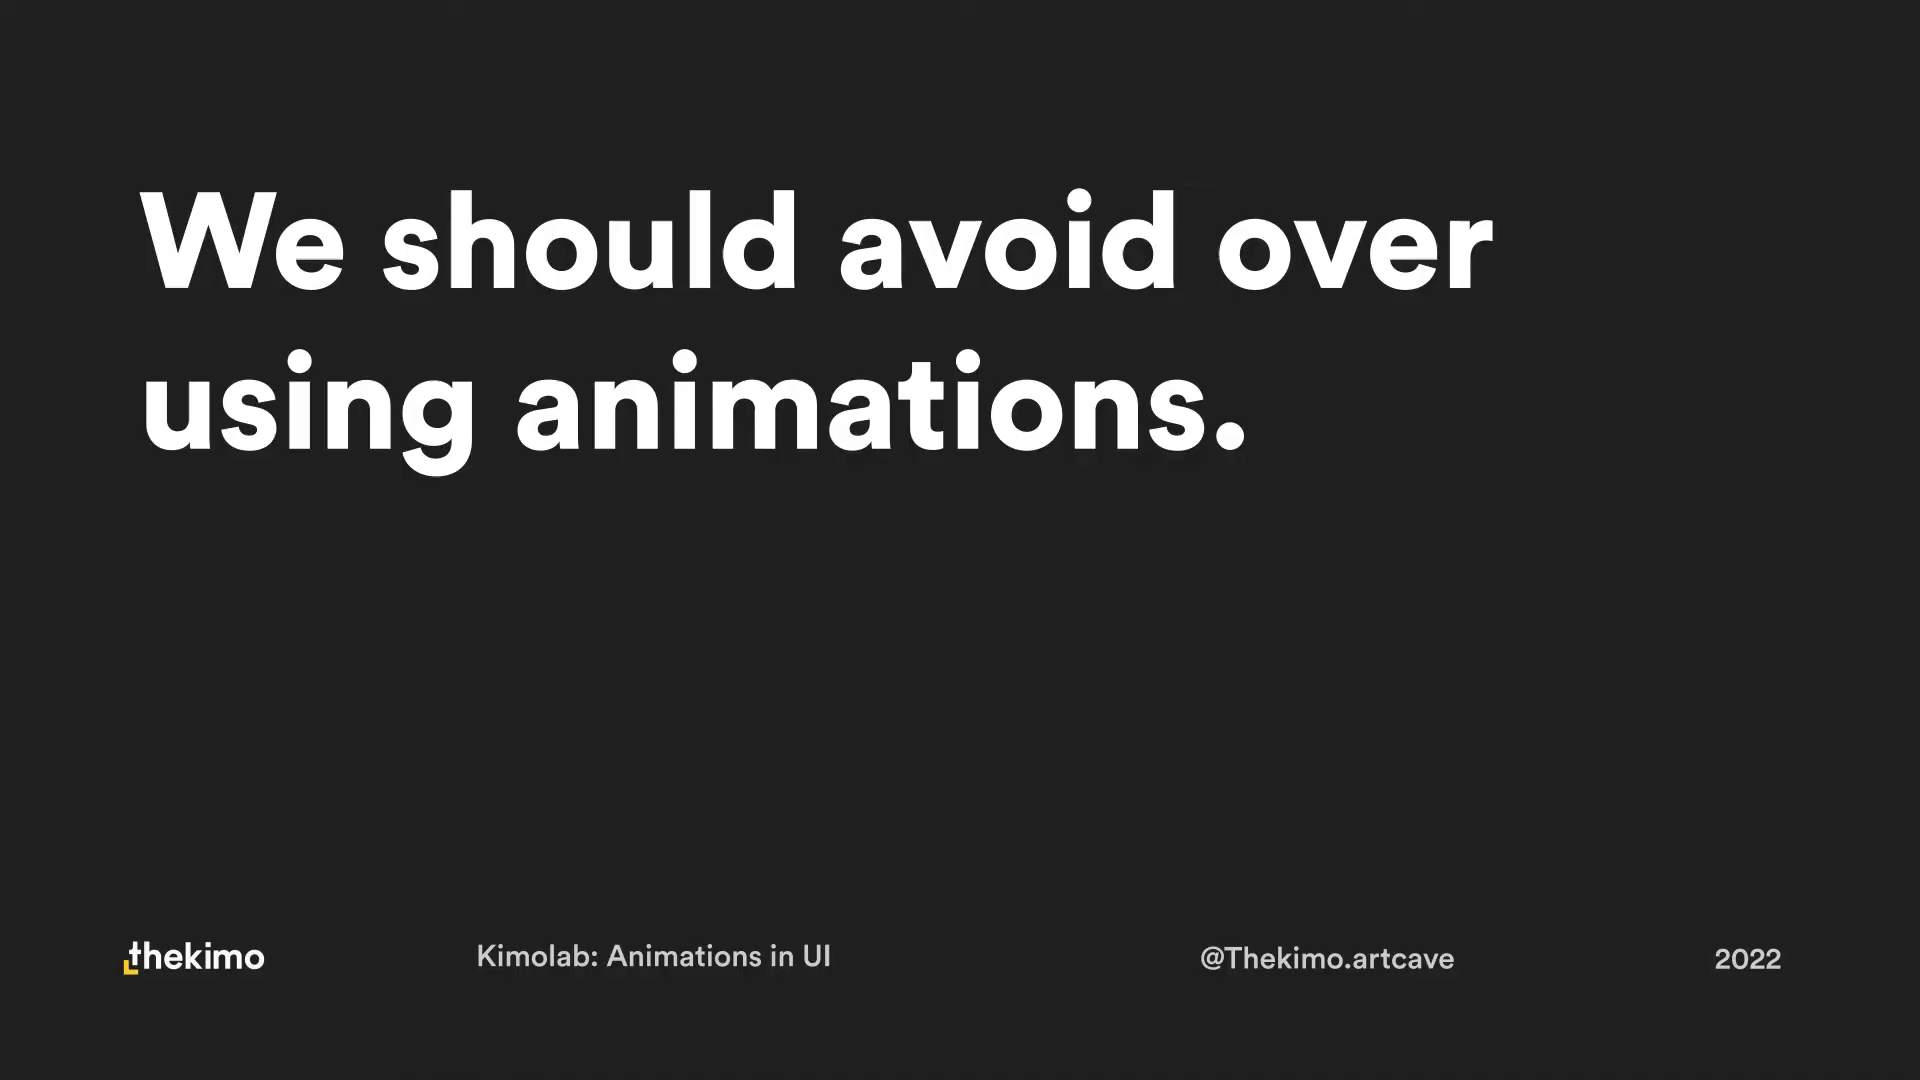 We should avoid over
using animations.
thekimo
Kimolab: Animations in UI
@Thekimo.artcave
2022